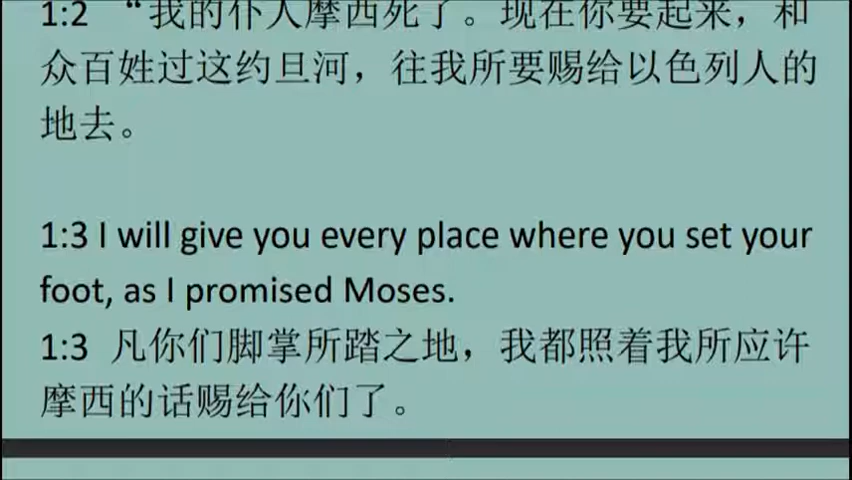 1:2 “我的仆人摩西死了。现在你要起来，和
众百姓过这约旦河，往我所要赐给以色列人的
地去。
1:3 I will give you every place where you set your
foot, as I promised Moses.
1:3 凡你们脚掌所踏之地，我都照着我所应许
摩西的话赐给你们了。